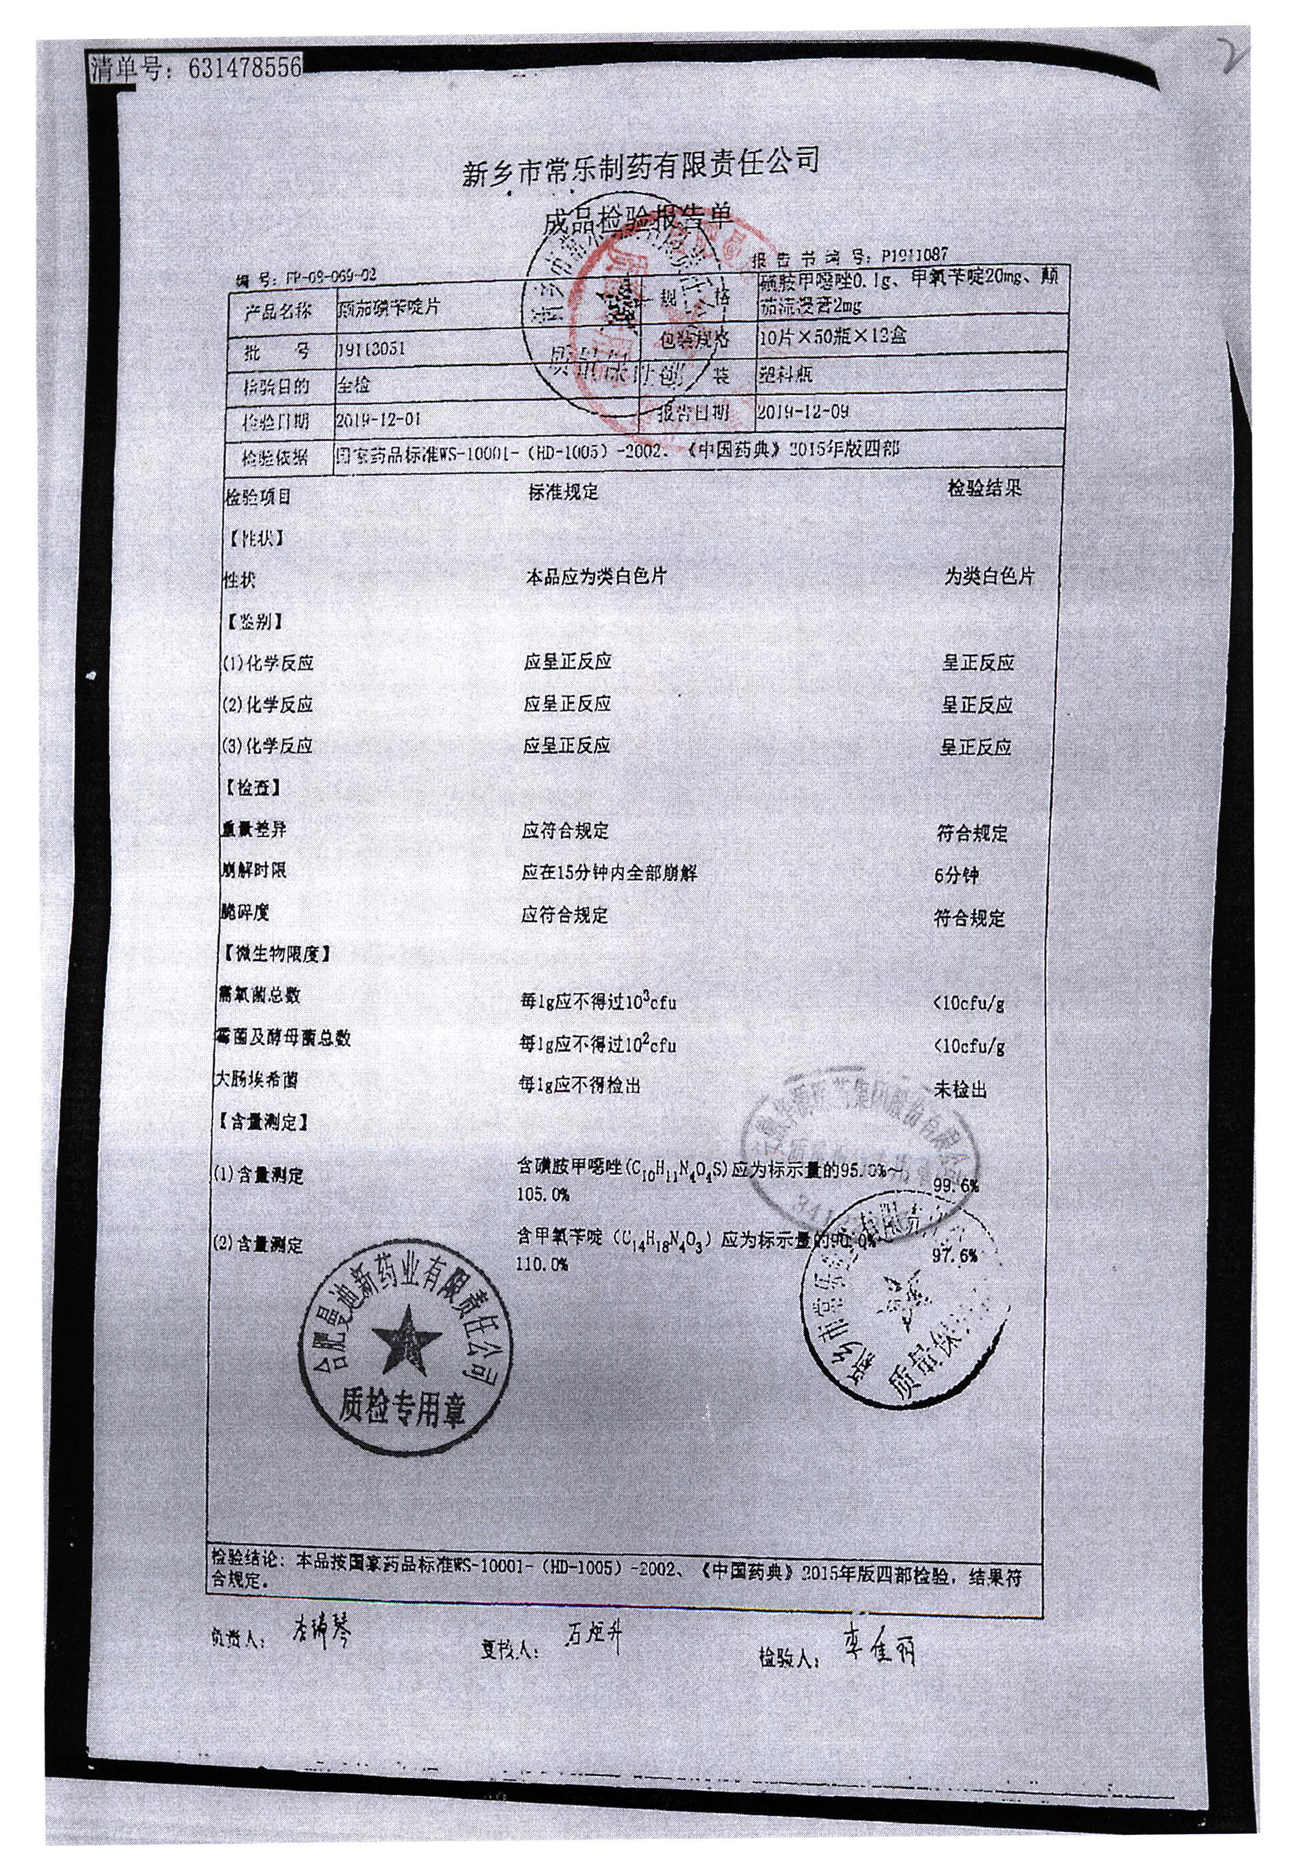 清单号：631478556
2
新乡市常乐制药有限责任公司
成品检验报告单
编 号：FP-08-069-02 报 告 书 编 号：P1911087
产品名称 颠茄磺苄啶片 规 格 磺胺甲噁唑0.1g、甲氧苄啶20mg、颠
茄流浸膏2mg
批 号 19113051 包装规格 10片×50瓶×12盒
检验目的 全检 装 塑料瓶
检验日期 2019-12-01 报告日期 2019-12-09
检验依据 国家药品标准WS-10001-（HD-1005）-2002、《中国药典》2015年版四部
检验项目 标准规定 检验结果
【性状】
性状 本品应为类白色片 为类白色片
【鉴别】
(1)化学反应 应呈正反应 呈正反应
(2)化学反应 应呈正反应 呈正反应
(3)化学反应 应呈正反应 呈正反应
【检查】
重量差异 应符合规定 符合规定
崩解时限 应在15分钟内全部崩解 6分钟
脆碎度 应符合规定 符合规定
【微生物限度】
需氧菌总数 每1g应不得过10³cfu <10cfu/g
霉菌及酵母菌总数 每1g应不得过10²cfu <10cfu/g
大肠埃希菌 每1g应不得检出 未检出
【含量测定】
(1)含量测定 含磺胺甲噁唑(C₁₀H₁₁N₄O₄S)应为标示量的95.0%~ 99.6%
105.0%
(2)含量测定 含甲氧苄啶（C₁₄H₁₈N₄O₃）应为标示量的90.0%~ 97.6%
110.0%
合肥曼迪新药业有限责任公司
质检专用章
检验结论：本品按国家药品标准WS-10001-（HD-1005）-2002、《中国药典》2015年版四部检验，结果符
合规定。
负责人： 复核人： 检验人：李佳丽